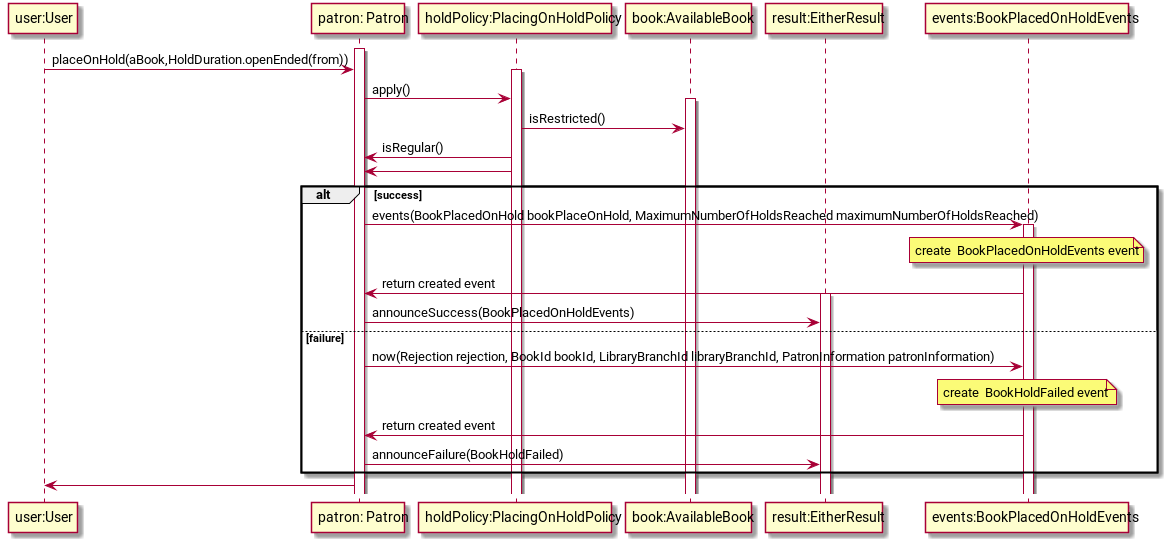 user:User
patron: Patron
holdPolicy:PlacingOnHoldPolicy
book:AvailableBook
result:EitherResult
events:BookPlacedOnHoldEvents
placeOnHold(aBook,HoldDuration.openEnded(from))
apply()
isRestricted()
isRegular()
alt
[success]
events(BookPlacedOnHold bookPlaceOnHold, MaximumNumberOfHoldsReached maximumNumberOfHoldsReached)
create  BookPlacedOnHoldEvents event
return created event
announceSuccess(BookPlacedOnHoldEvents)
[failure]
now(Rejection rejection, BookId bookId, LibraryBranchId libraryBranchId, PatronInformation patronInformation)
create  BookHoldFailed event
return created event
announceFailure(BookHoldFailed)
user:User
patron: Patron
holdPolicy:PlacingOnHoldPolicy
book:AvailableBook
result:EitherResult
events:BookPlacedOnHoldEvents